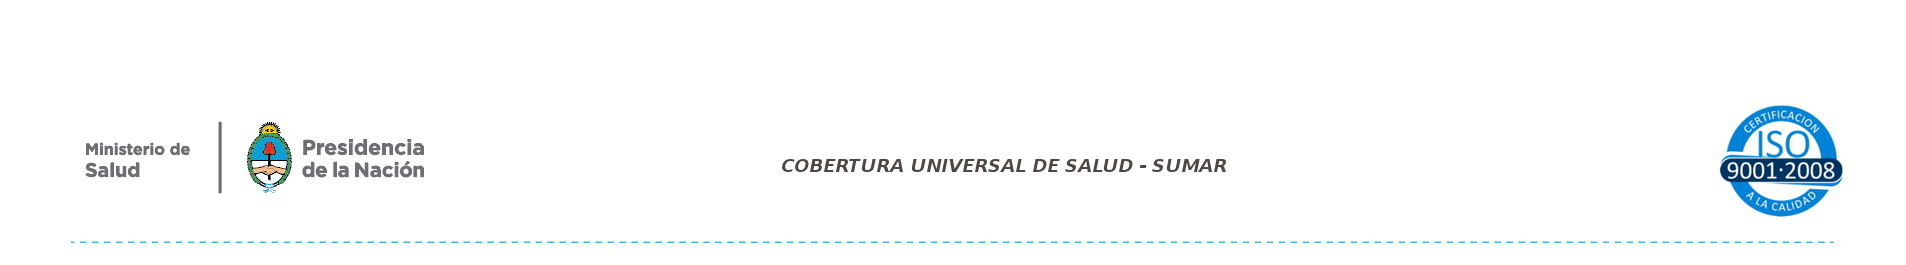 Ministerio de
Salud
Presidencia
de la Nación
COBERTURA UNIVERSAL DE SALUD - SUMAR
CERTIFICACION
ISO
9001·2008
A LA CALIDAD